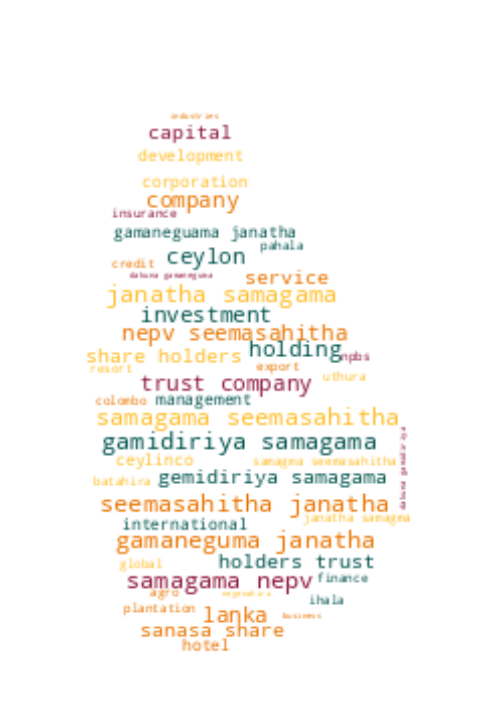 industries
capital
development
corporation
company
insurance
gamaneguama janatha
pahala
ceylon
credit
dakuna gamaneguma
service
janatha samagama
investment
nepv seemasahitha
holding
share holders
npbs
export
resort
uthura
trust company
management
colombo
samagama seemasahitha
gamidiriya samagama
dakuna gamidiriya
ceylinco
samagma seemasahitha
gemidiriya samagama
batahira
seemasahitha janatha
janatha samagma
international
gamaneguma janatha
holders trust
global
samagama nepv
finance
agro
negenahira
ihala
plantation
lanka
business
sanasa share
hotel